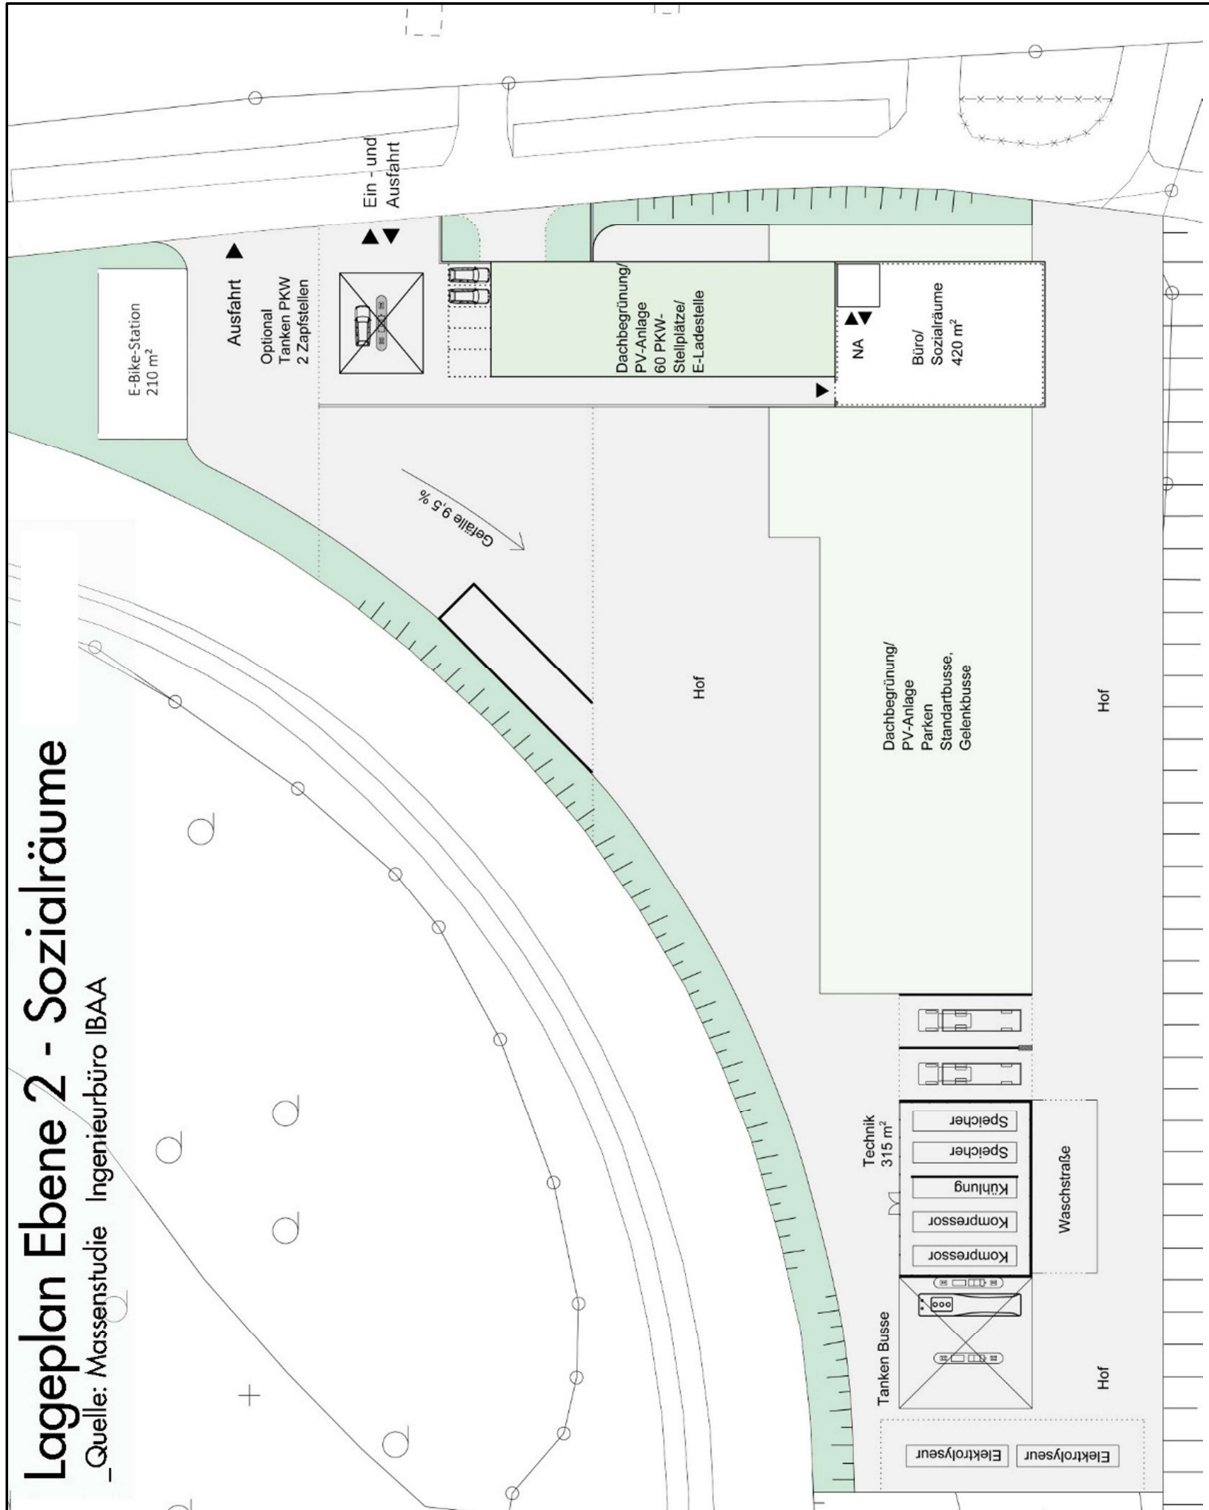 Lageplan Ebene 2 - Sozialräume
_Quelle: Massenstudie Ingenieurbüro IBAA
E-Bike-Station
210 m²
Ausfahrt
Ein - und
Ausfahrt
Optional
Tanken PKW
2 Zapfstellen
Gefälle 9,5 %
Dachbegrünung/
PV-Anlage
60 PKW-
Stellplätze/
E-Ladestelle
NA
Büro/
Sozialräume
420 m²
Hof
Dachbegrünung/
PV-Anlage
Parken
Standartbusse,
Gelenkbusse
Hof
Technik
315 m²
Speicher
Speicher
Kühlung
Kompressor
Kompressor
Waschstraße
Tanken Busse
Hof
Elektrolyseur
Elektrolyseur